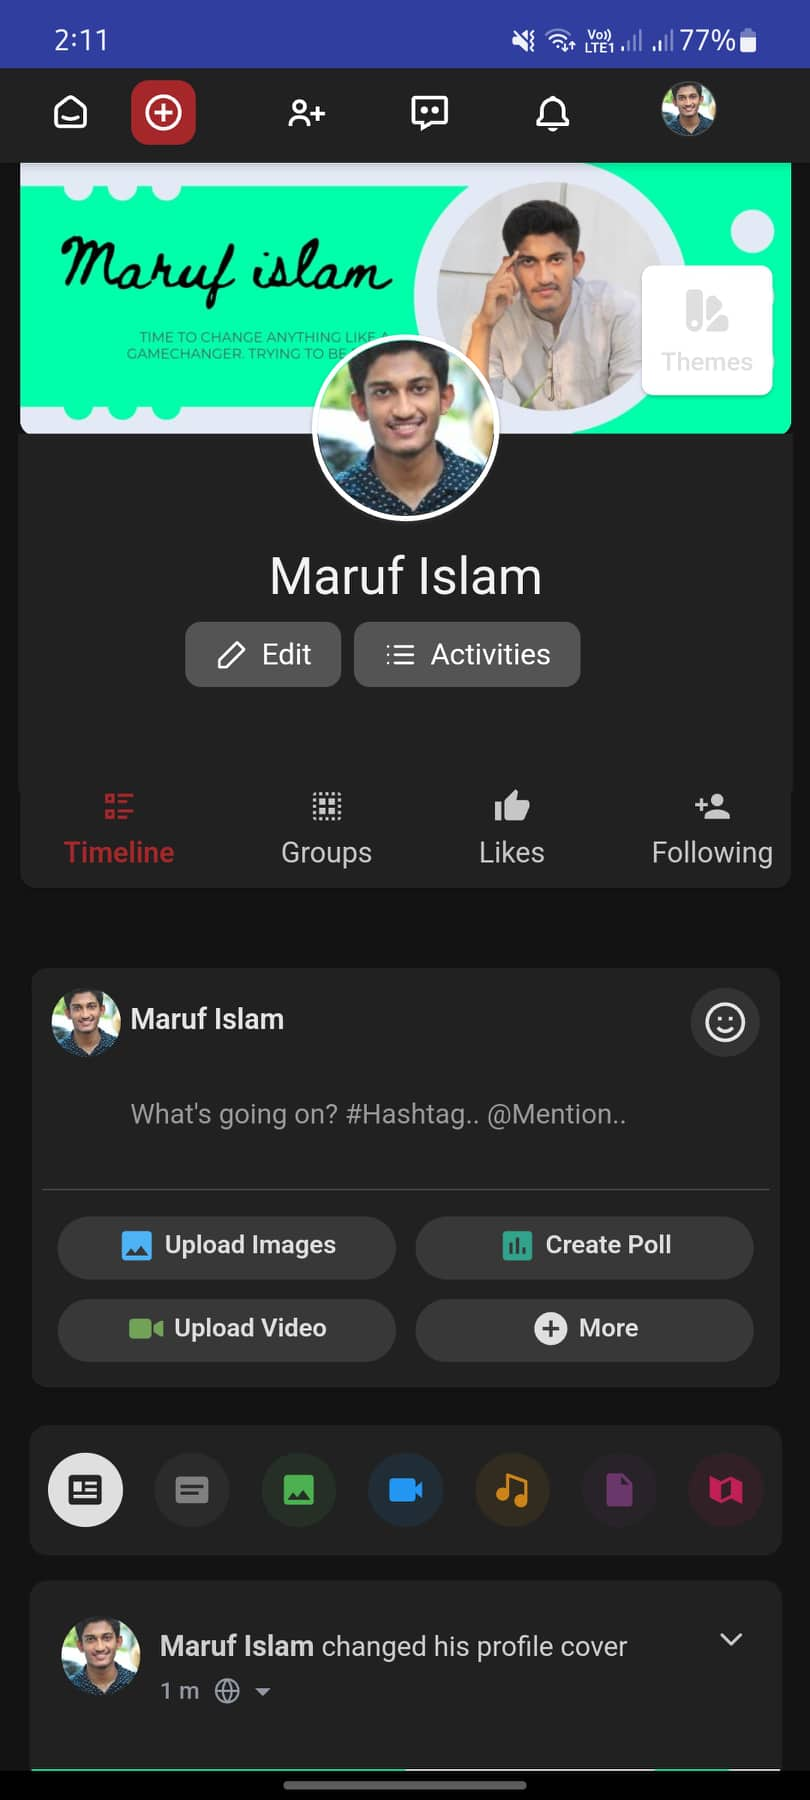 2:11
Vo))
LTE1
77%
Maruf islam
TIME TO CHANGE ANYTHING LIKE A
GAMECHANGER. TRYING TO BE
Themes
Maruf Islam
Edit
Activities
Timeline
Groups
Likes
Following
Maruf Islam
What's going on? #Hashtag.. @Mention..
Upload Images
Create Poll
Upload Video
More
Maruf Islam changed his profile cover
1 m